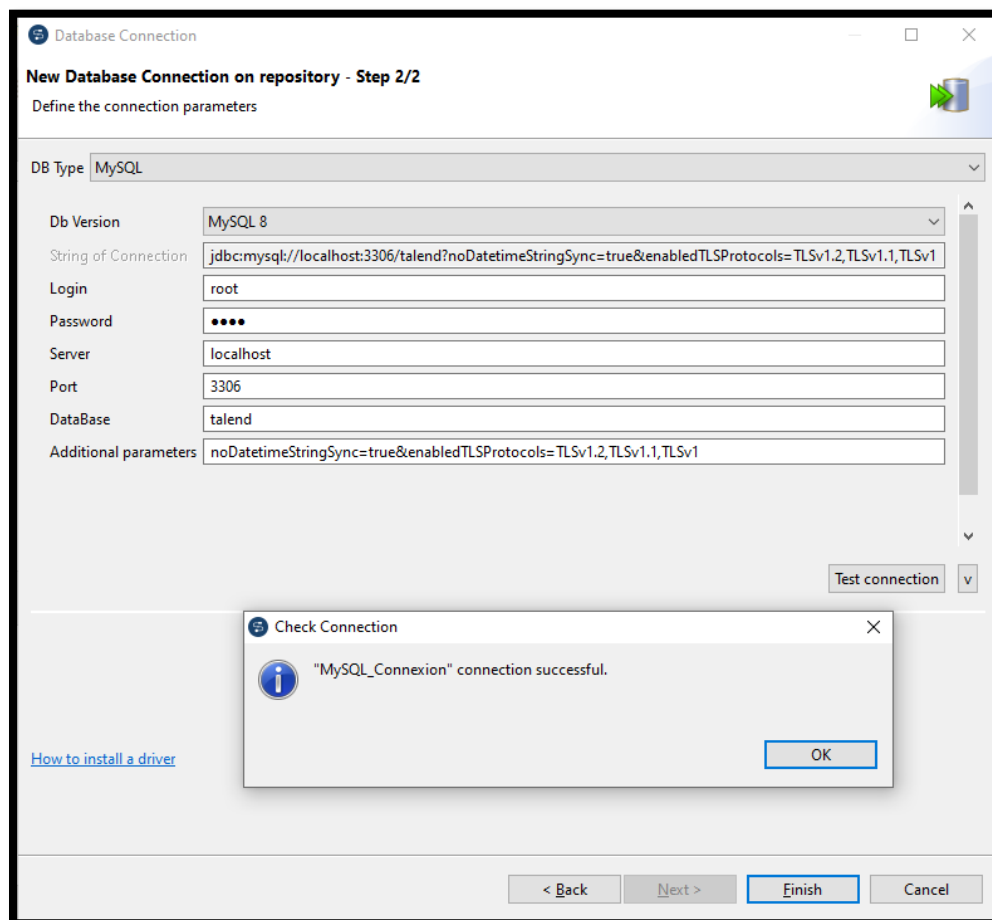 Database Connection
New Database Connection on repository - Step 2/2
Define the connection parameters
DB Type MySQL
Db Version MySQL 8
String of Connection jdbc:mysql://localhost:3306/talend?noDatetimeStringSync=true&enabledTLSProtocols=TLSv1.2,TLSv1.1,TLSv1
Login root
Password ●●●●
Server localhost
Port 3306
DataBase talend
Additional parameters noDatetimeStringSync=true&enabledTLSProtocols=TLSv1.2,TLSv1.1,TLSv1
Test connection v
Check Connection
"MySQL_Connexion" connection successful.
OK
How to install a driver
< Back Next > Finish Cancel